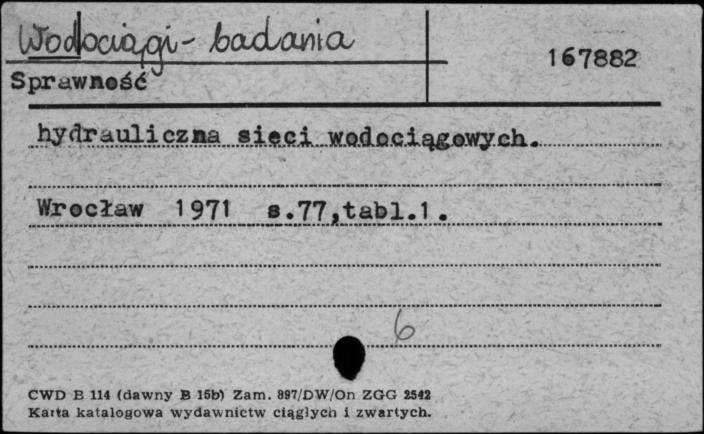 Wodociągi - badania
167882
Sprawność
hydrauliczna sieci wodociągowych.
Wrocław 1971 s.77,tabl.1.
6
CWD B 114 (dawny B 15b) Zam. 897/DW/On ZGG 2542
Karta katalogowa wydawnictw ciągłych i zwartych.